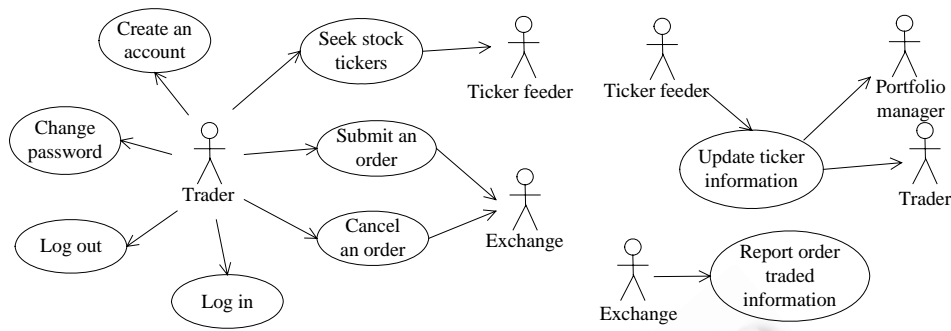 Create an
account
Seek stock
tickers
Ticker feeder
Ticker feeder
Portfolio
manager
Change
password
Trader
Submit an
order
Update ticker
information
Trader
Log out
Cancel
an order
Exchange
Log in
Exchange
Report order
traded
information